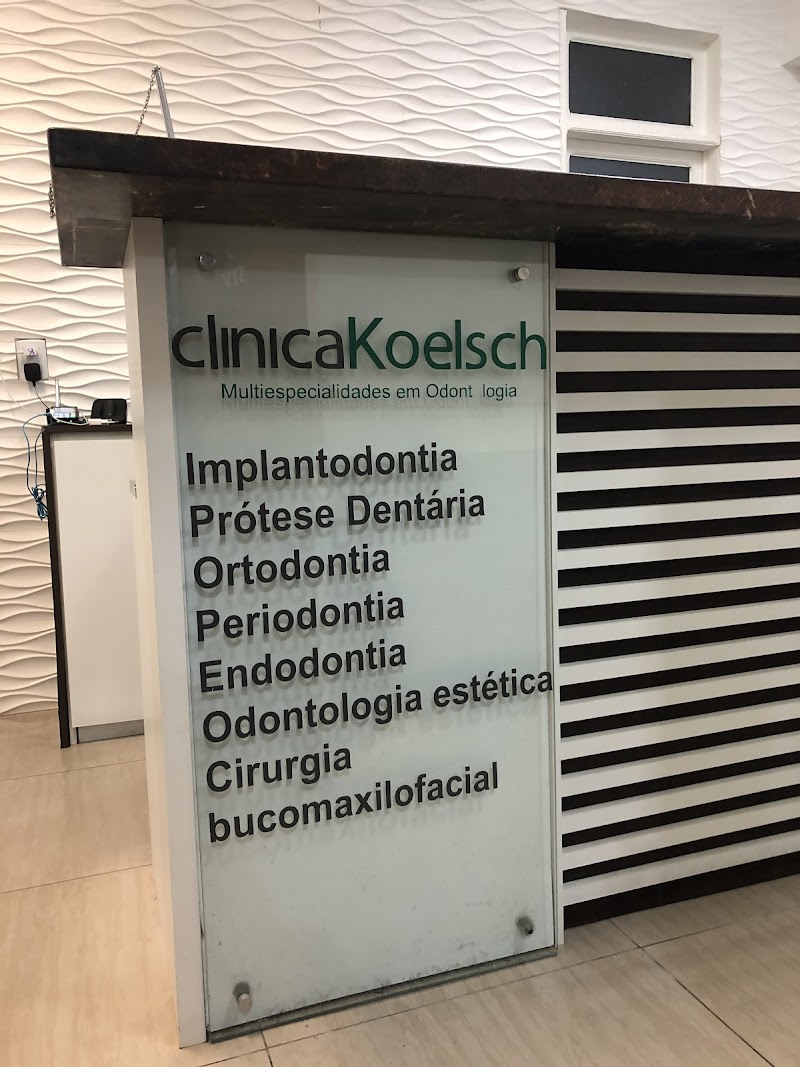 clinicaKoelsch
Multiespecialidades em Odont logia
Implantodontia
Prótese Dentária
Ortodontia
Periodontia
Endodontia
Odontologia estética
Cirurgia
bucomaxilofacial